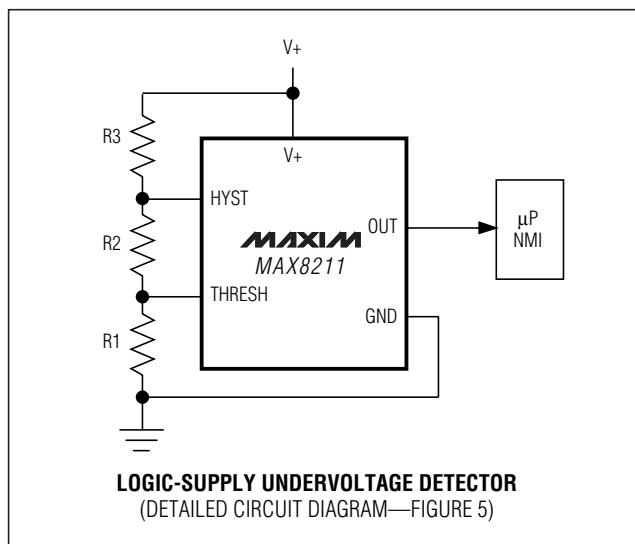 V+
R3
V+
HYST
R2
MAXIM
MAX8211
OUT
µP
NMI
THRESH
GND
R1
LOGIC-SUPPLY UNDERVOLTAGE DETECTOR
(DETAILED CIRCUIT DIAGRAM—FIGURE 5)